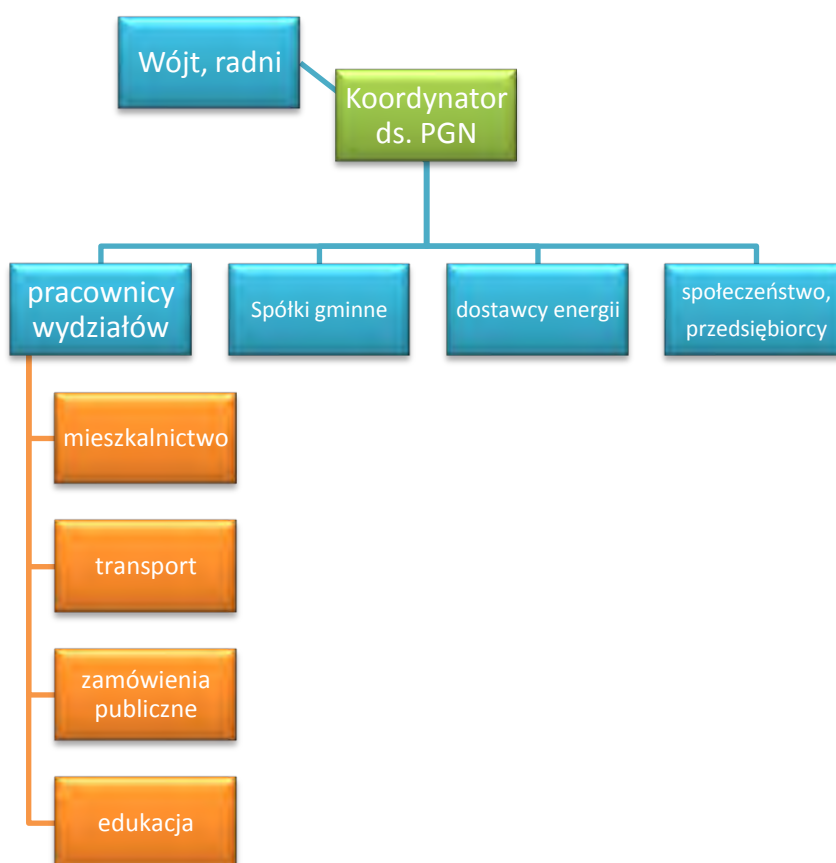 Wójt, radni
Koordynator
ds. PGN
pracownicy
wydziałów
Spółki gminne
dostawcy energii
społeczeństwo,
przedsiębiorcy
mieszkalnictwo
transport
zamówienia
publiczne
edukacja